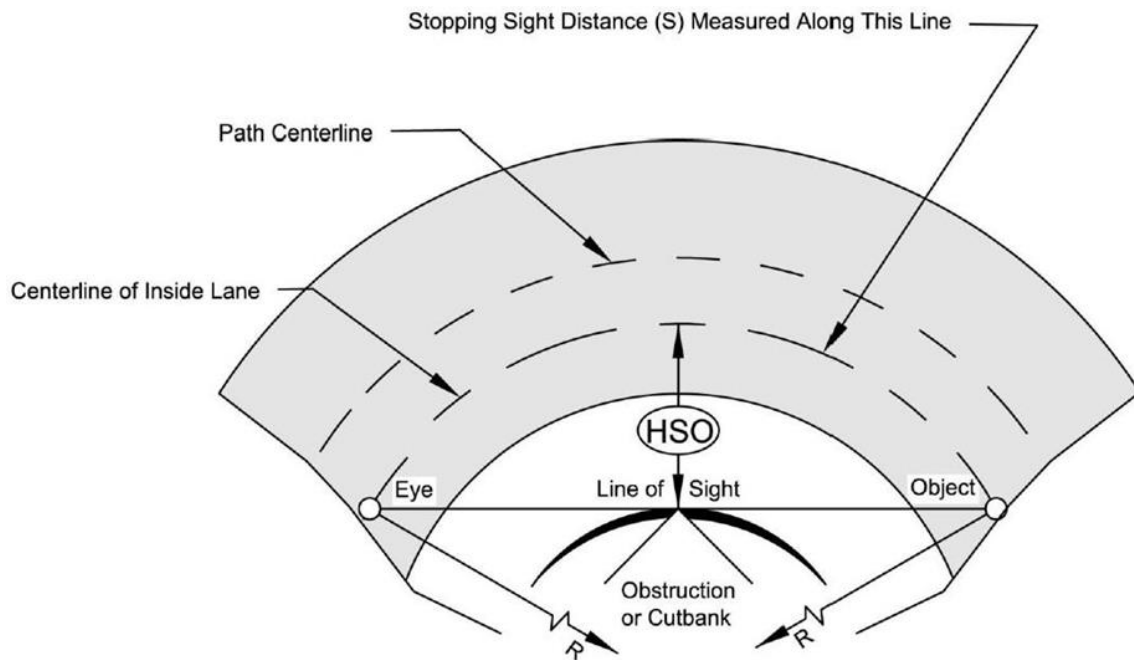 Stopping Sight Distance (S) Measured Along This Line
Path Centerline
Centerline of Inside Lane
HSO
Eye
Line of Sight
Object
Obstruction
or Cutbank
R
R